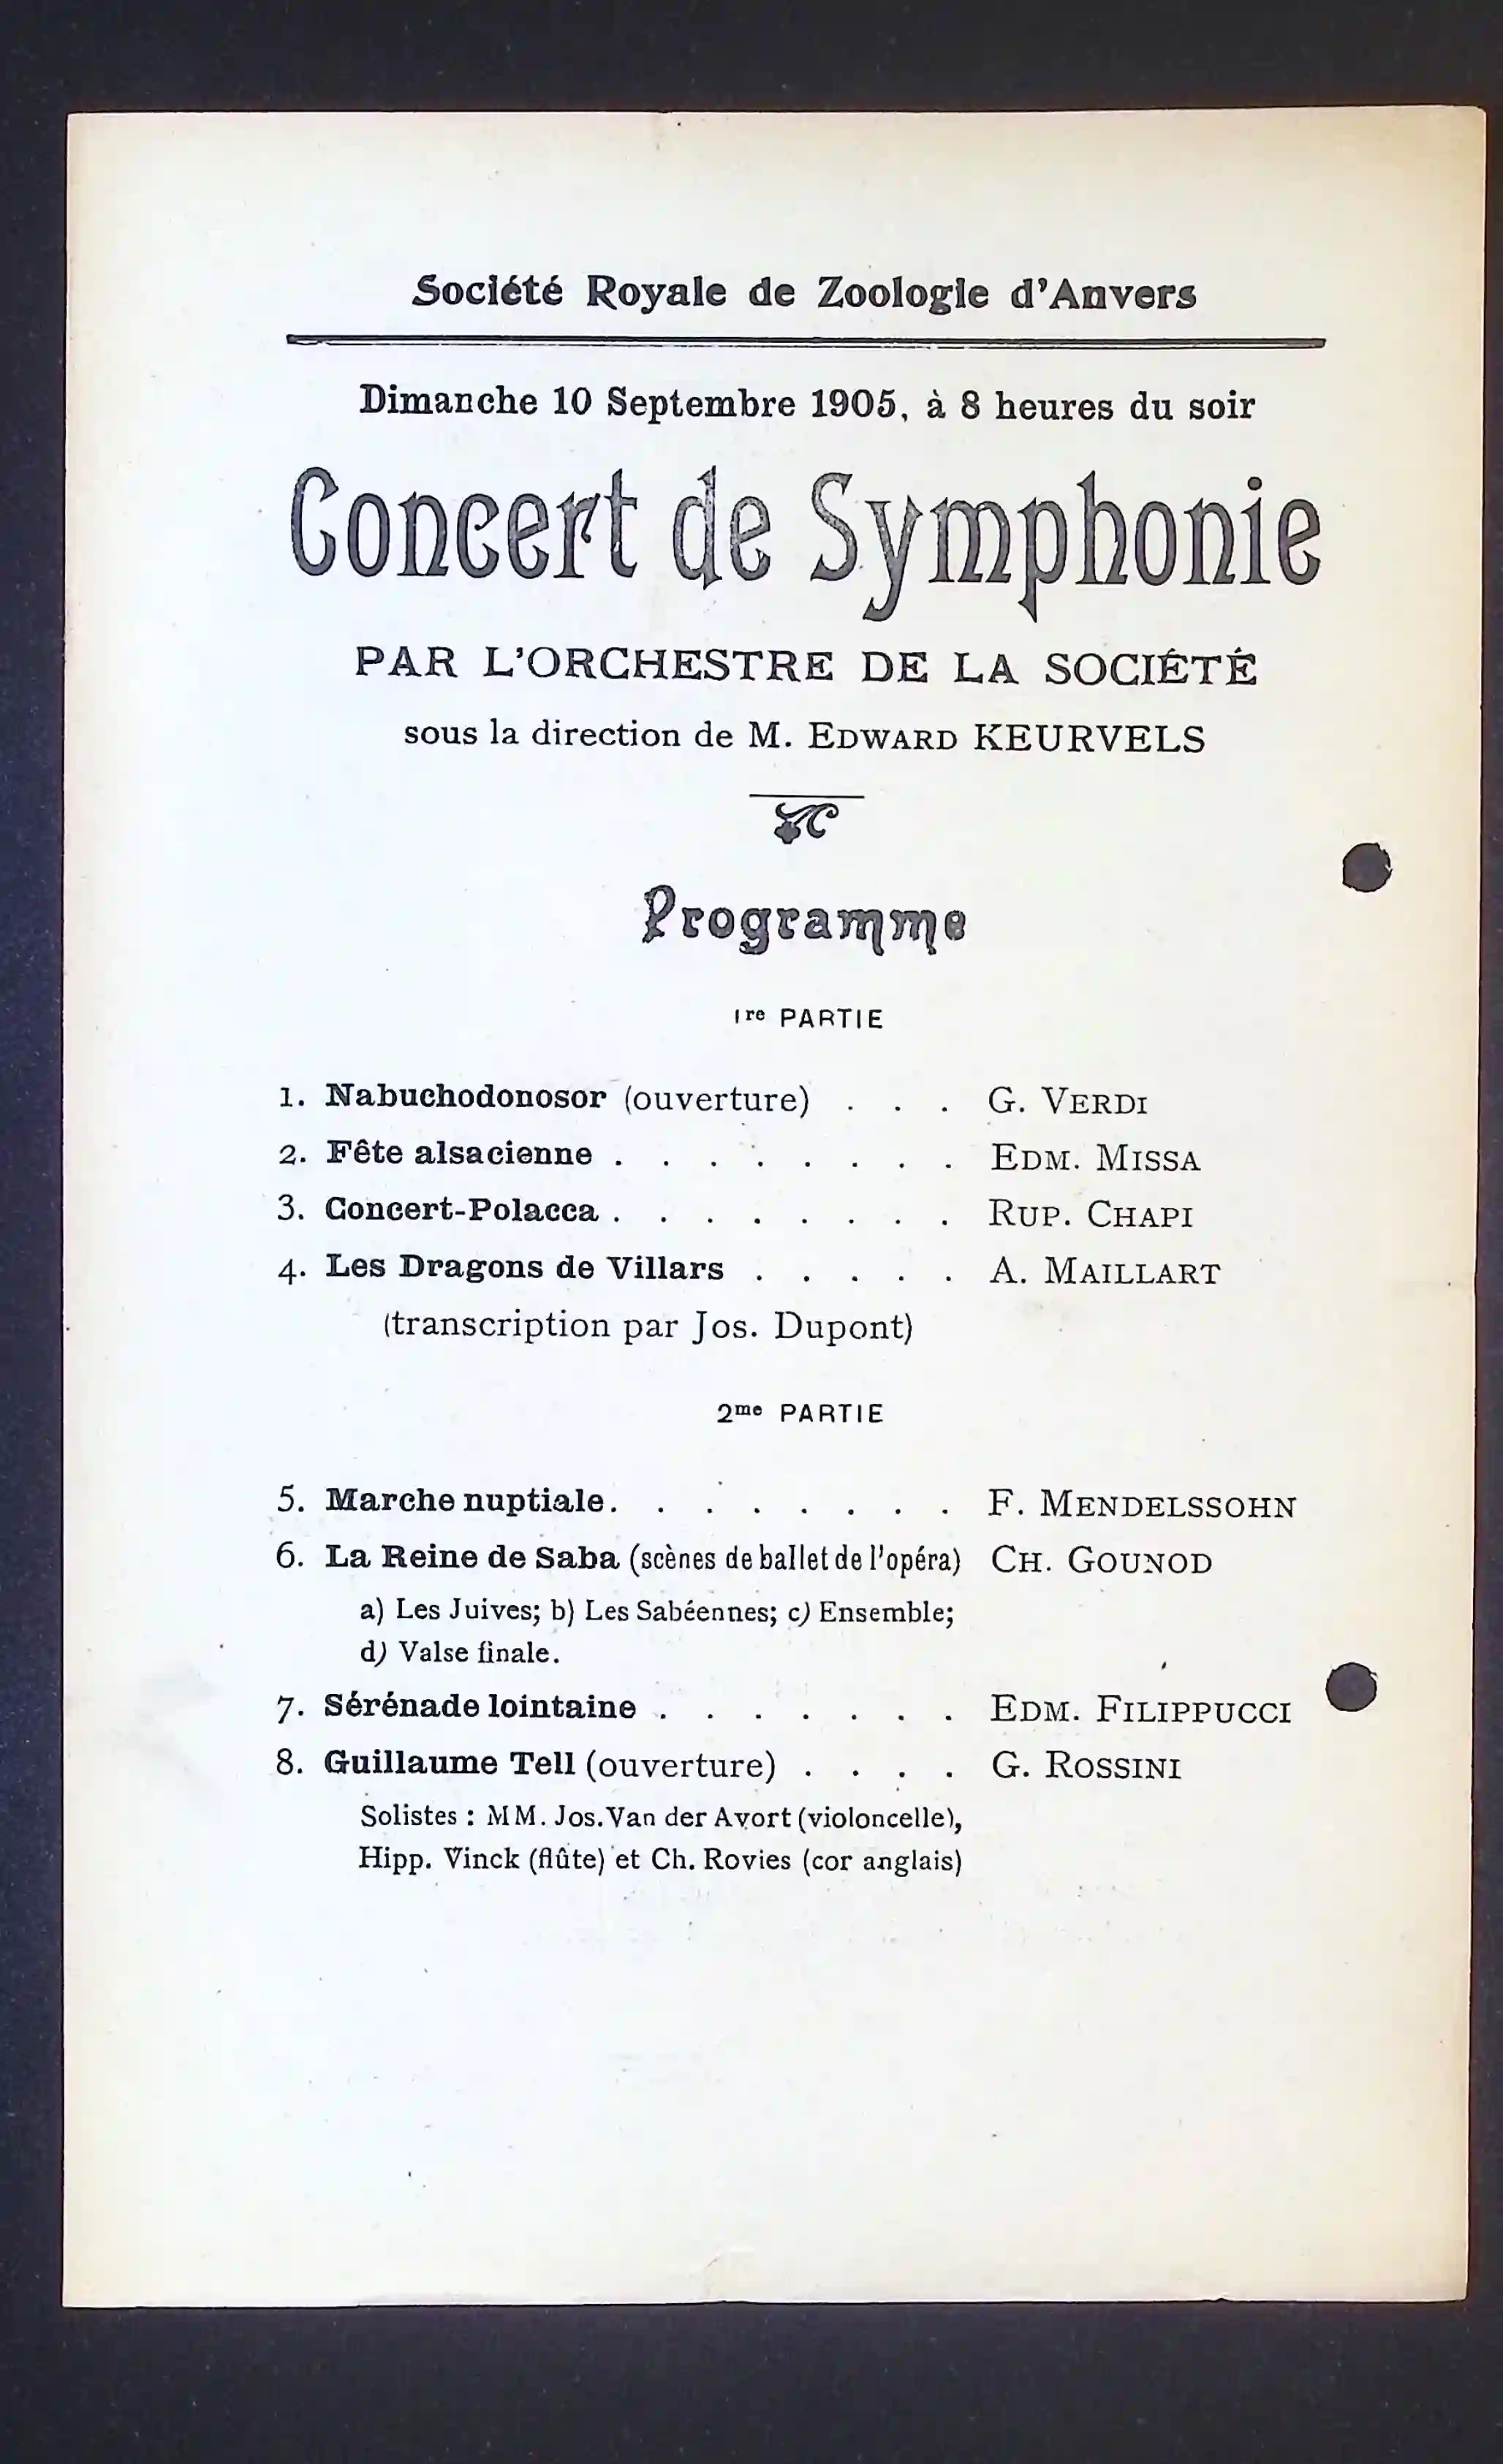 Société Royale de Zoologie d'Anvers
Dimanche 10 Septembre 1905, à 8 heures du soir
Concert de Symphonie
PAR L'ORCHESTRE DE LA SOCIÉTÉ
sous la direction de M. EDWARD KEURVELS
Programme
1re PARTIE
1. Nabuchodonosor (ouverture) . . . G. VERDI
2. Fête alsacienne . . . . . . . . EDM. MISSA
3. Concert-Polacca . . . . . . . . RUP. CHAPI
4. Les Dragons de Villars . . . . . A. MAILLART
(transcription par Jos. Dupont)
2me PARTIE
5. Marche nuptiale . . . . . . . . F. MENDELSSOHN
6. La Reine de Saba (scènes de ballet de l'opéra) CH. GOUNOD
a) Les Juives; b) Les Sabéennes; c) Ensemble;
d) Valse finale.
7. Sérénade lointaine . . . . . . . EDM. FILIPPUCCI
8. Guillaume Tell (ouverture) . . . . G. ROSSINI
Solistes : MM. Jos. Van der Avort (violoncelle),
Hipp. Vinck (flûte) et Ch. Rovies (cor anglais)